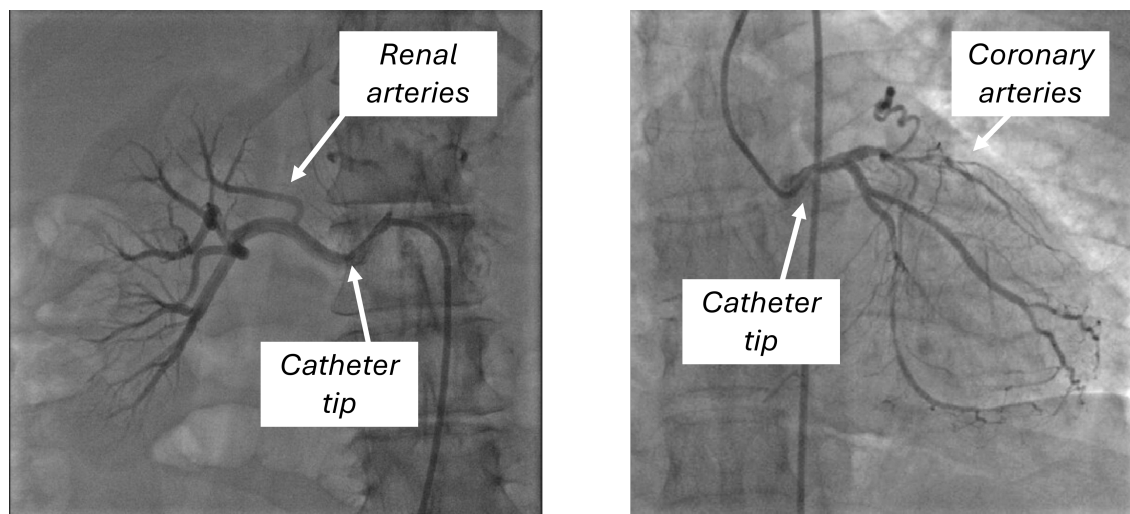 Renal
arteries
Catheter
tip
Coronary
arteries
Catheter
tip